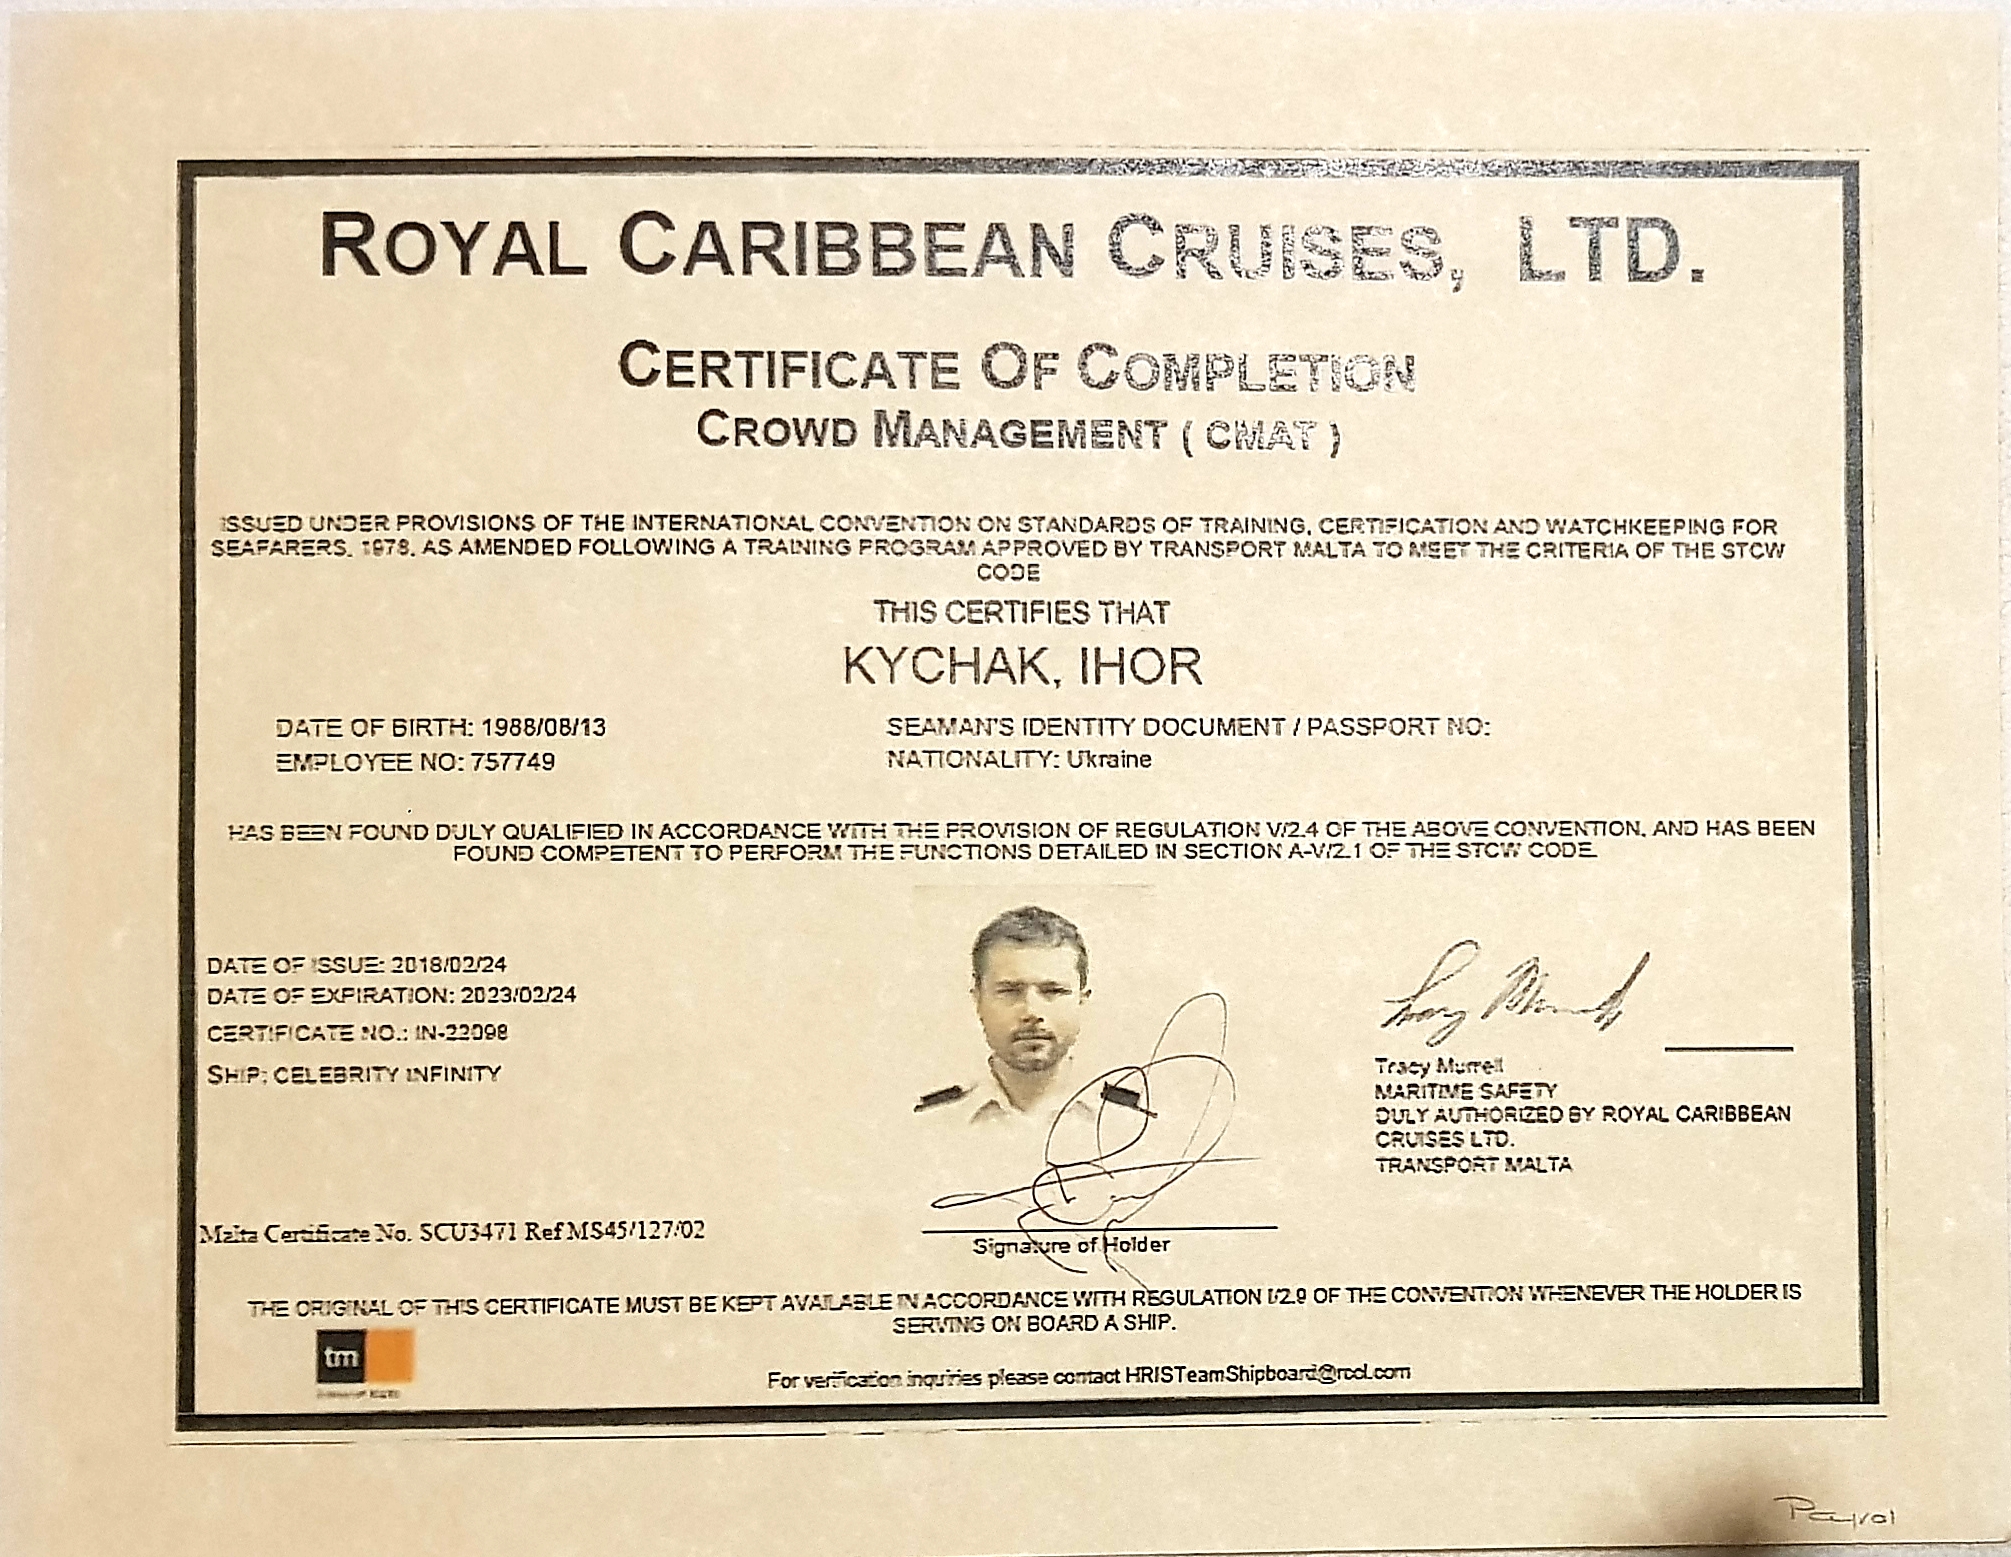 ROYAL CARIBBEAN CRUISES, LTD.
CERTIFICATE OF COMPLETION
CROWD MANAGEMENT ( CMAT )
ISSUED UNDER PROVISIONS OF THE INTERNATIONAL CONVENTION ON STANDARDS OF TRAINING, CERTIFICATION AND WATCHKEEPING FOR
SEAFARERS, 1978, AS AMENDED FOLLOWING A TRAINING PROGRAM APPROVED BY TRANSPORT MALTA TO MEET THE CRITERIA OF THE STCW
CODE
THIS CERTIFIES THAT
KYCHAK, IHOR
DATE OF BIRTH: 1988/08/13
SEAMAN'S IDENTITY DOCUMENT / PASSPORT NO:
EMPLOYEE NO: 757749
NATIONALITY: Ukraine
HAS BEEN FOUND DULY QUALIFIED IN ACCORDANCE WITH THE PROVISION OF REGULATION V/2.4 OF THE ABOVE CONVENTION, AND HAS BEEN
FOUND COMPETENT TO PERFORM THE FUNCTIONS DETAILED IN SECTION A-V/2.1 OF THE STCW CODE.
DATE OF ISSUE: 2018/02/24
DATE OF EXPIRATION: 2023/02/24
CERTIFICATE NO.: IN-22098
SHIP: CELEBRITY INFINITY
Tracy Murrell
Tracy Murrell
MARITIME SAFETY
DULY AUTHORIZED BY ROYAL CARIBBEAN
CRUISES LTD.
TRANSPORT MALTA
Malta Certificate No. SCU3471 Ref MS45/127/02
Signature of Holder
THE ORIGINAL OF THIS CERTIFICATE MUST BE KEPT AVAILABLE IN ACCORDANCE WITH REGULATION I/2.9 OF THE CONVENTION WHENEVER THE HOLDER IS
SERVING ON BOARD A SHIP.
tm
For verification inquiries please contact HRISTeamShipboard@rccl.com